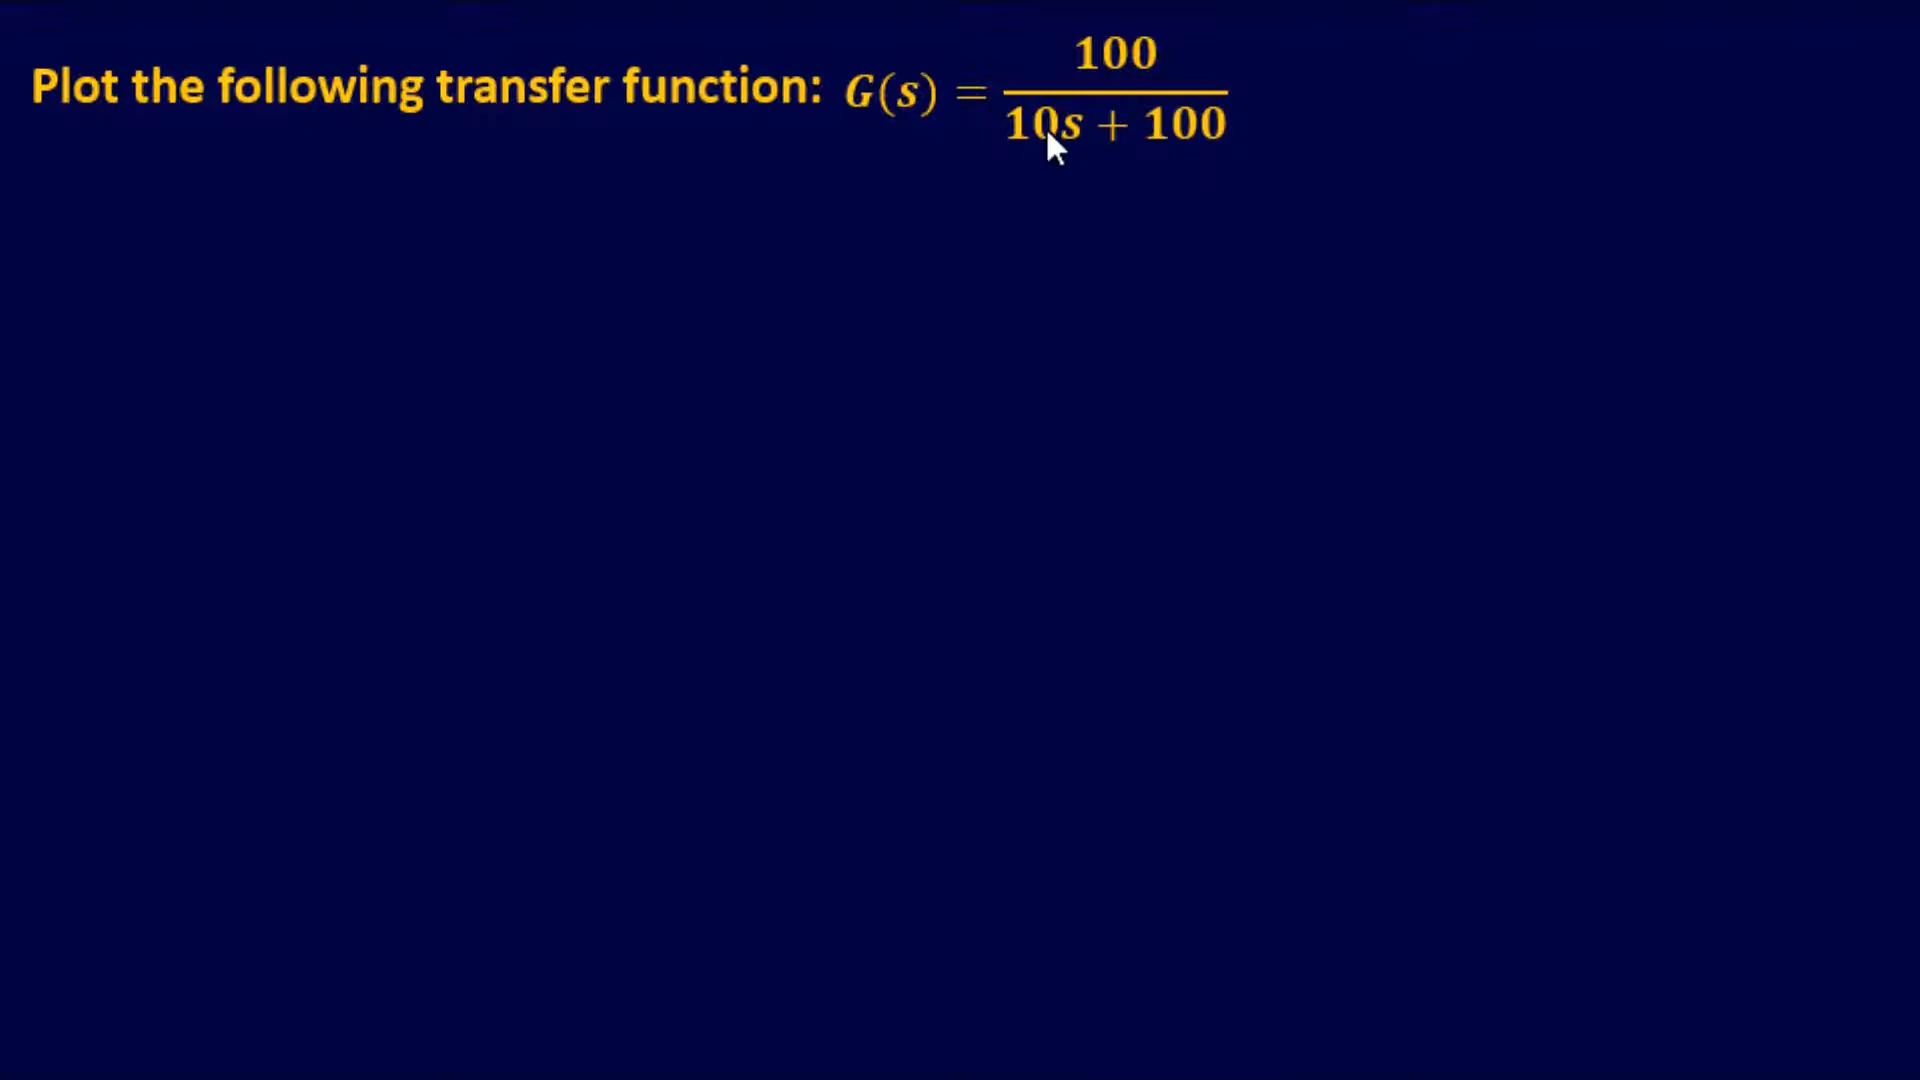 Plot the following transfer function: G(s) = 100 / 10s + 100